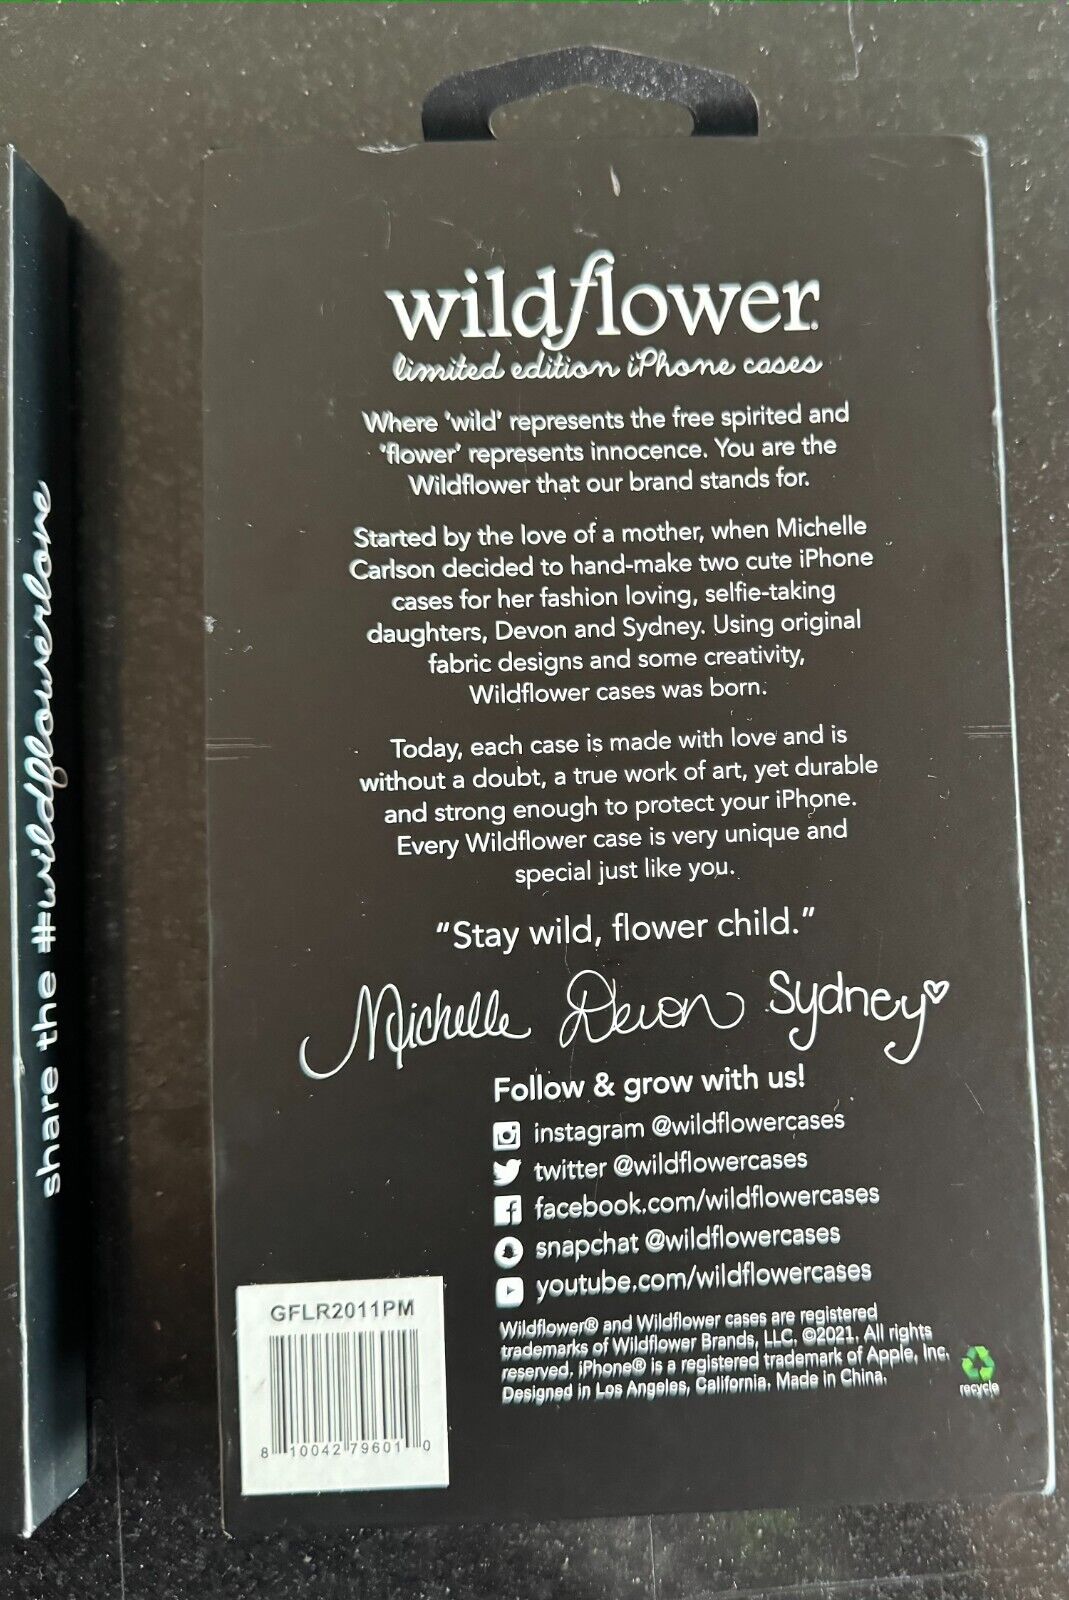 share the #wildflowerlove
wildflower®
limited edition iPhone cases
Where 'wild' represents the free spirited and
'flower' represents innocence. You are the
Wildflower that our brand stands for.
Started by the love of a mother, when Michelle
Carlson decided to hand-make two cute iPhone
cases for her fashion loving, selfie-taking
daughters, Devon and Sydney. Using original
fabric designs and some creativity,
Wildflower cases was born.
Today, each case is made with love and is
without a doubt, a true work of art, yet durable
and strong enough to protect your iPhone.
Every Wildflower case is very unique and
special just like you.
"Stay wild, flower child."
Michelle Devon Sydney♡
Follow & grow with us!
instagram @wildflowercases
twitter @wildflowercases
facebook.com/wildflowercases
snapchat @wildflowercases
youtube.com/wildflowercases
Wildflower® and Wildflower cases are registered
trademarks of Wildflower Brands, LLC. ©2021. All rights
reserved. iPhone® is a registered trademark of Apple, Inc.
Designed in Los Angeles, California. Made in China.
recycle
GFLR2011PM
8 10042 79601 0